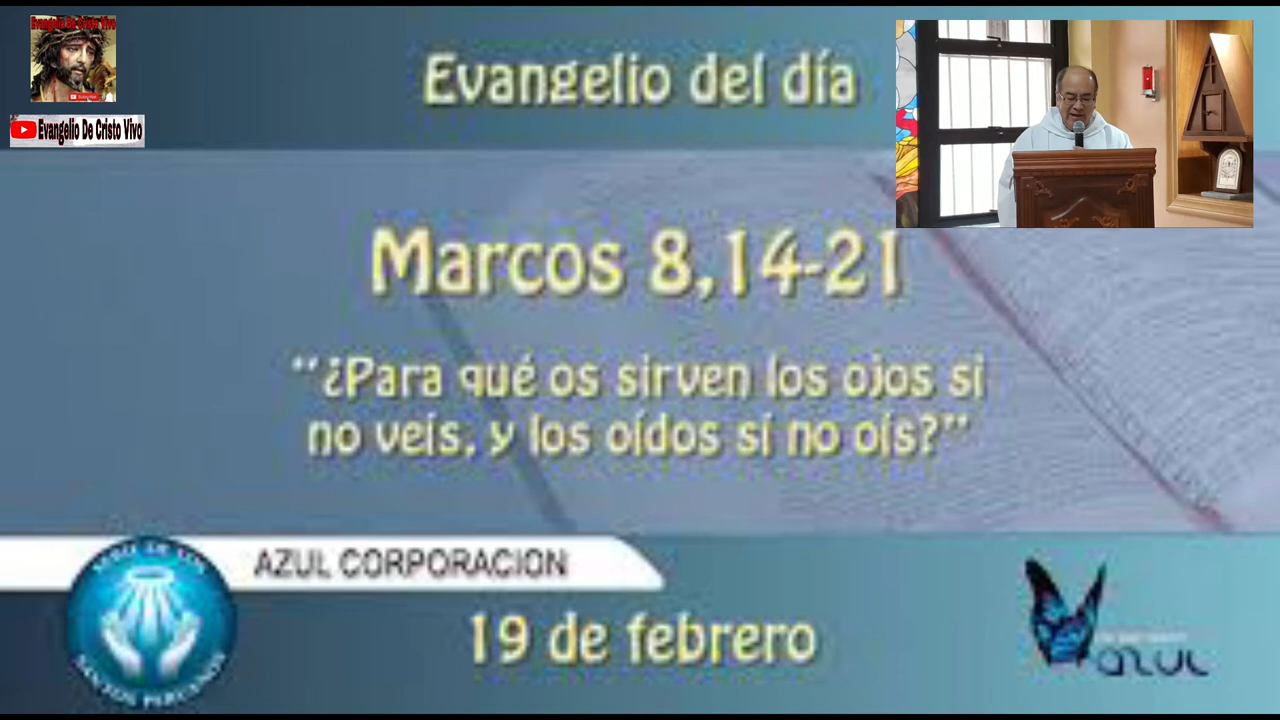 Evangelio De Cristo Vivo
Evangelio De Cristo Vivo
Evangelio del día
Marcos 8,14-21
“¿Para qué os sirven los ojos si
no veis, y los oídos si no oís?”
AZUL CORPORACION
19 de febrero
AZUL